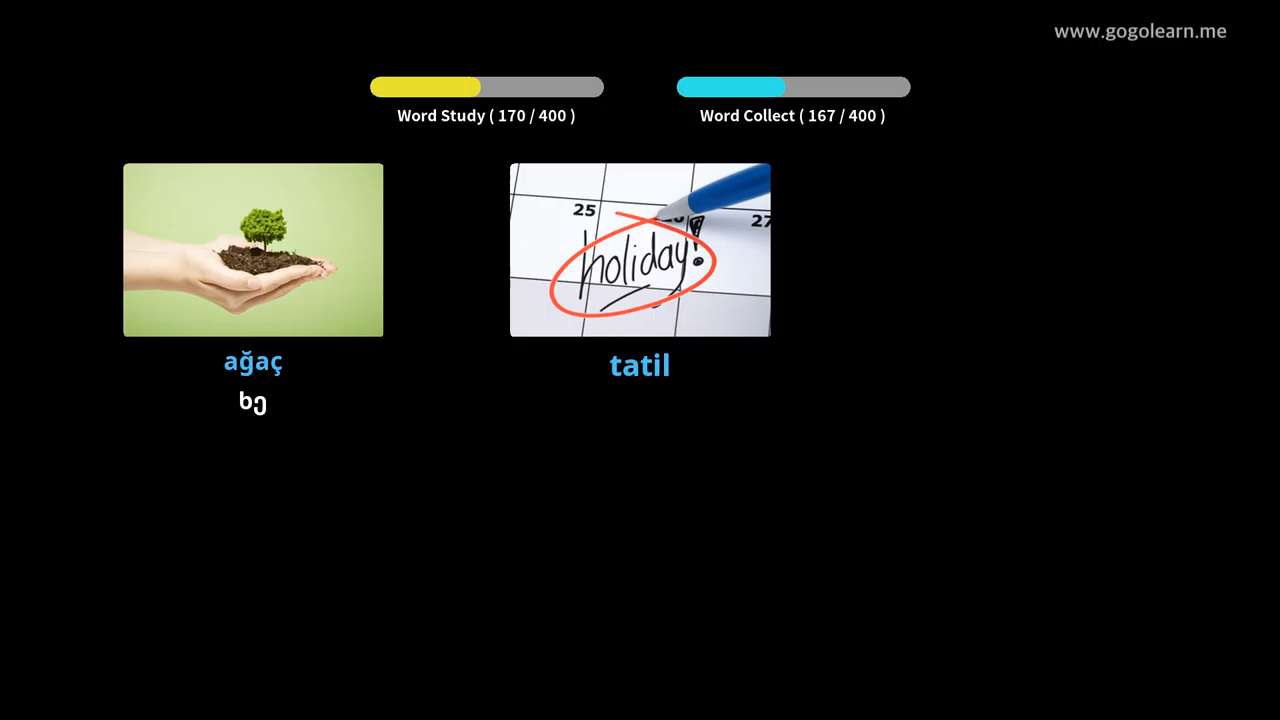 www.gogolearn.me
Word Study ( 170 / 400 )
Word Collect ( 167 / 400 )
25
27
holiday!
ağaç
tatil
ხე